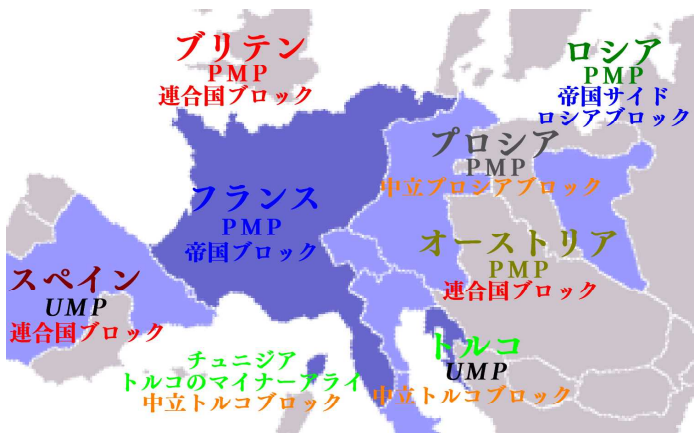 ブリテン
PMP
連合国ブロック
ロシア
PMP
帝国サイド
ロシアブロック
プロシア
PMP
中立プロシアブロック
フランス
PMP
帝国ブロック
オーストリア
PMP
連合国ブロック
スペイン
UMP
連合国ブロック
トルコ
UMP
中立トルコブロック
チュニジア
トルコのマイナーアライ
中立トルコブロック